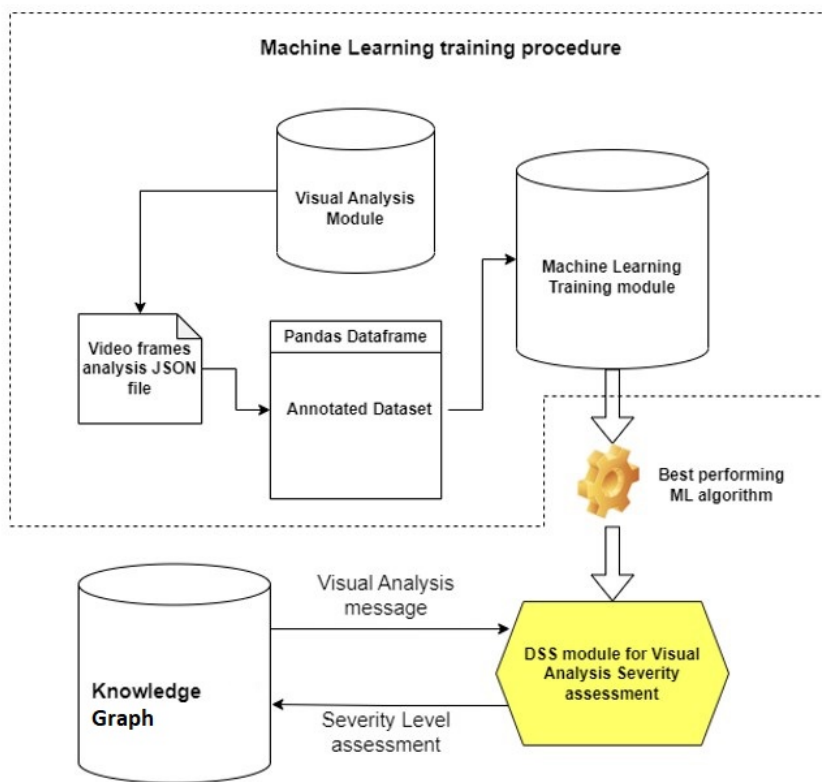 Machine Learning training procedure
Visual Analysis
Module
Machine Learning
Training module
Video frames
analysis JSON
file
Pandas Dataframe
Annotated Dataset
Best performing
ML algorithm
Visual Analysis
message
DSS module for Visual
Analysis Severity
assessment
Knowledge
Graph
Severity Level
assessment